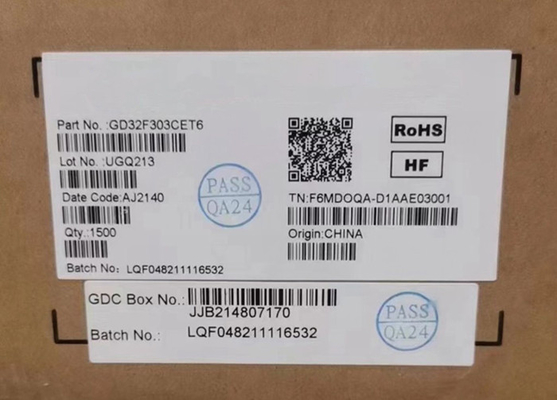 Part No. :GD32F303CET6
Lot No. :UGQ213
Date Code:AJ2140
Qty.:1500
Batch No: LQF048211116532
PASS
QA24
RoHS
HF
TN:F6MDOQA-D1AAE03001
Origin:CHINA
GDC Box No.:
JJB214807170
Batch No.: LQF048211116532
PASS
QA24